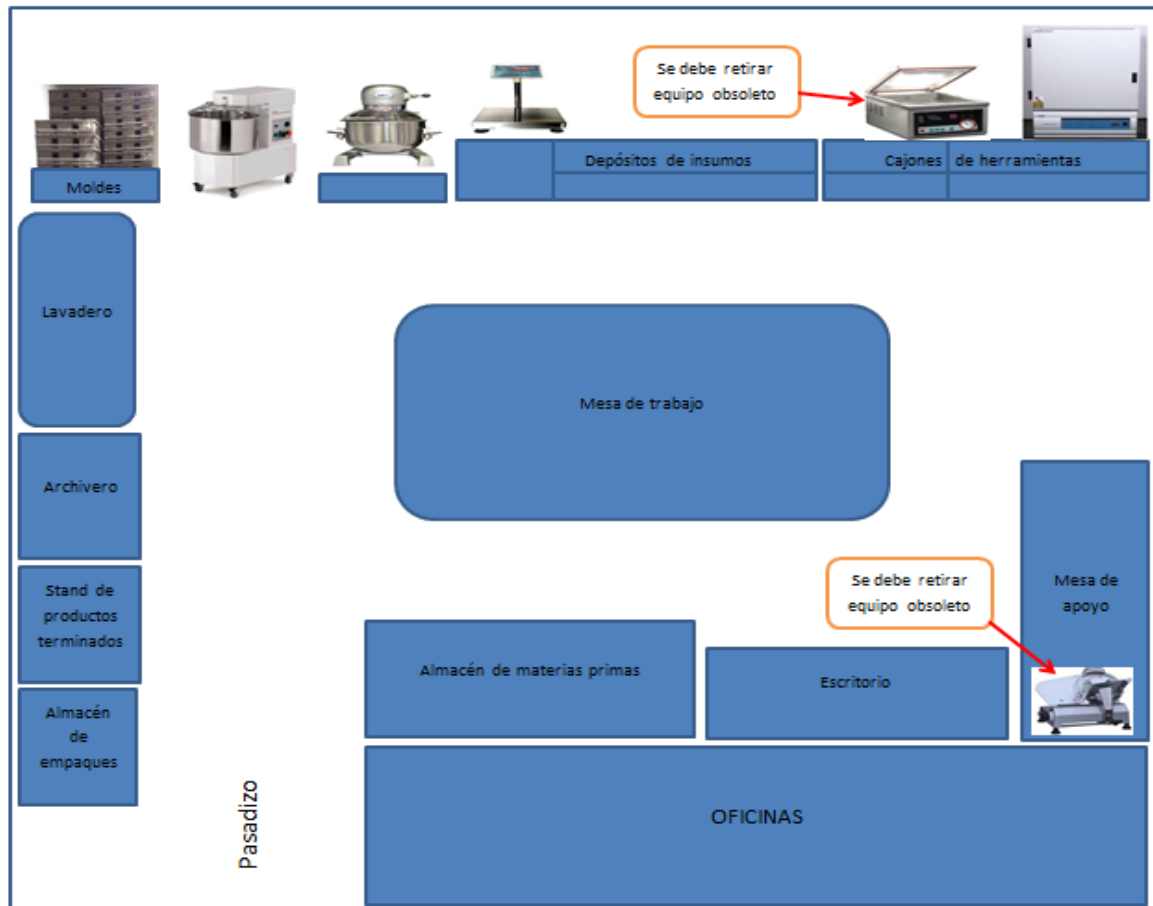 Se debe retirar
equipo obsoleto
Moldes
Depósitos de insumos
Cajones de herramientas
Lavadero
Mesa de trabajo
Archivero
Stand de
productos
terminados
Se debe retirar
equipo obsoleto
Mesa de
apoyo
Almacén de materias primas
Escritorio
Almacén
de
empaques
Pasadizo
OFICINAS